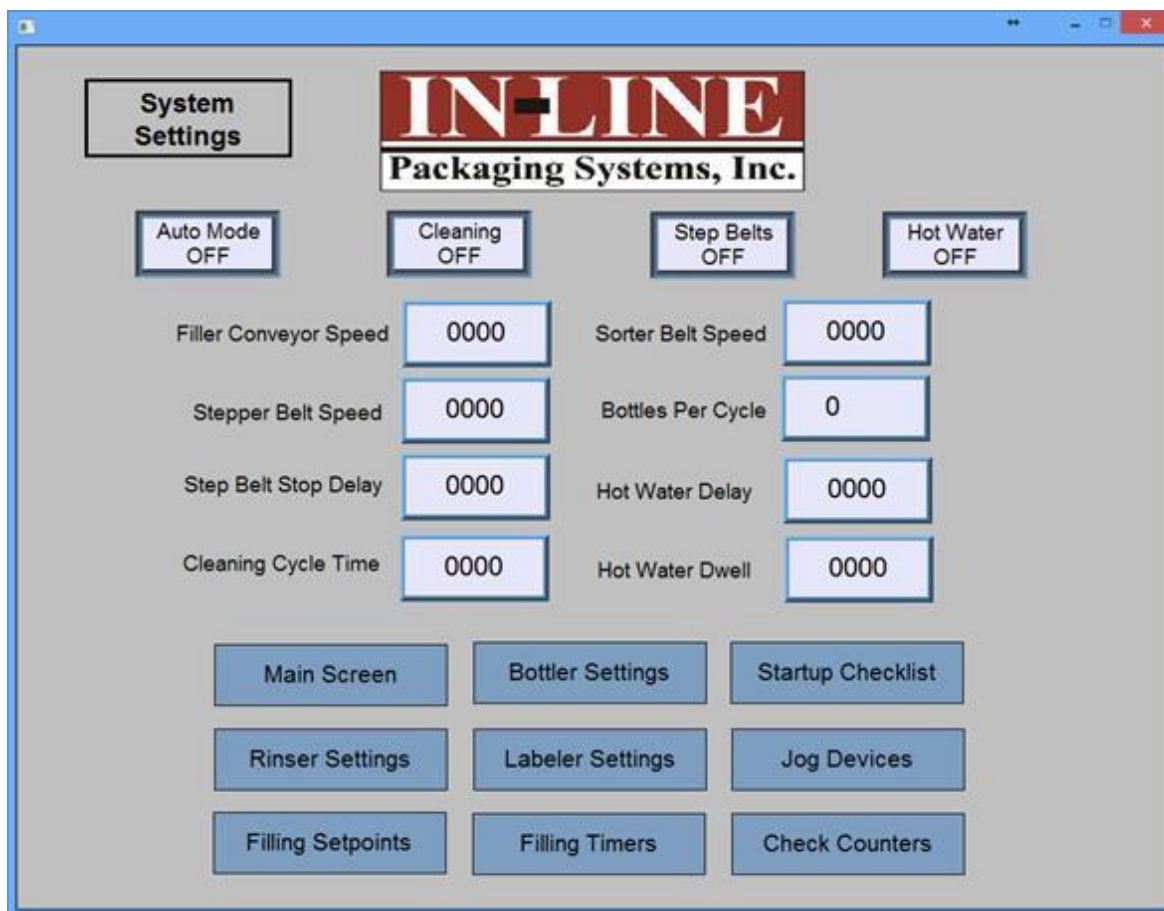 System
Settings
IN-LINE
Packaging Systems, Inc.
Auto Mode
OFF
Cleaning
OFF
Step Belts
OFF
Hot Water
OFF
Filler Conveyor Speed
0000
Sorter Belt Speed
0000
Stepper Belt Speed
0000
Bottles Per Cycle
0
Step Belt Stop Delay
0000
Hot Water Delay
0000
Cleaning Cycle Time
0000
Hot Water Dwell
0000
Main Screen
Bottler Settings
Startup Checklist
Rinser Settings
Labeler Settings
Jog Devices
Filling Setpoints
Filling Timers
Check Counters